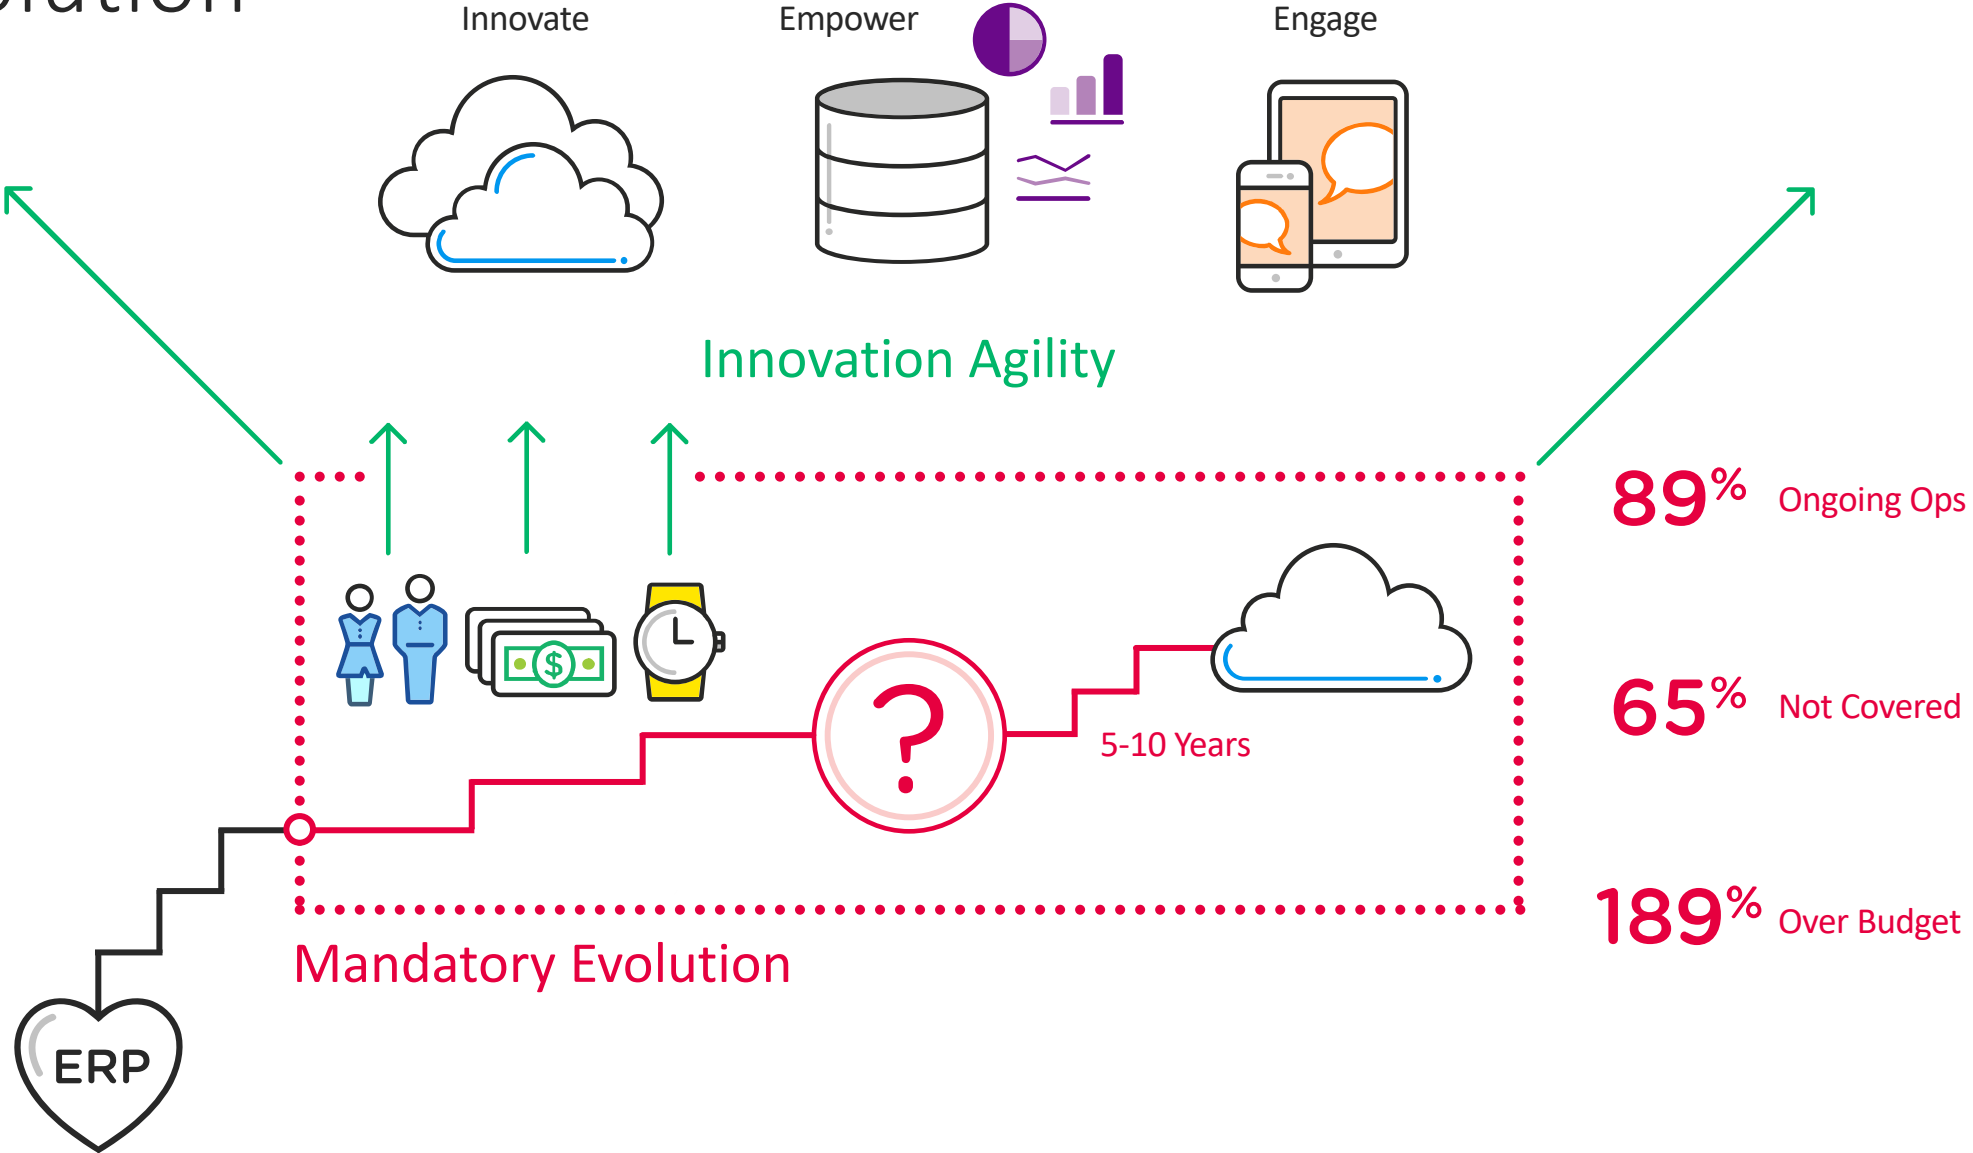 Innovate
Empower
Engage
Innovation Agility
89% Ongoing Ops
$
?
5-10 Years
65% Not Covered
189% Over Budget
Mandatory Evolution
ERP